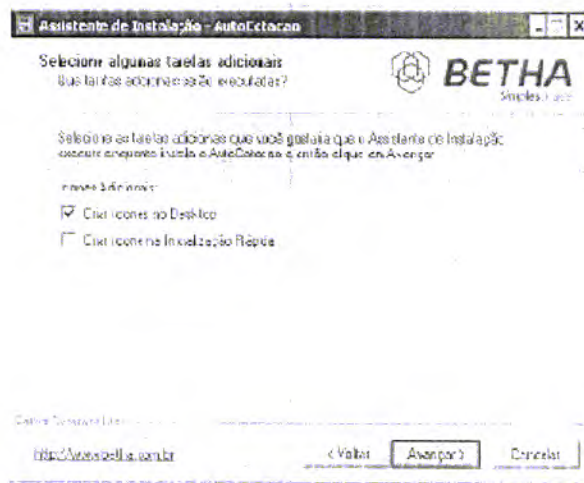 Assistente de Instalação - AutoCotacao
Selecione algumas tarefas adicionais
Que tarefas adicionais serão executadas?
BETHA
Simples
Selecione as tarefas adicionais que você gostaria que o Assistente de Instalação
execute enquanto instala o AutoCotacao e então clique em Avançar.
Ícones Adicionais:
Criar ícones no Desktop
Criar ícone na Inicialização Rápida
http://www.betha.com.br
< Voltar
Avançar >
Cancelar